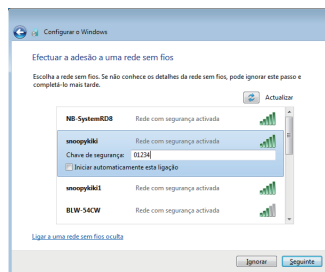 Configurar o Windows
Efectuar a adesão a uma rede sem fios
Escolha a rede sem fios. Se não conhece os detalhes da rede sem fios, pode ignorar este passo e
completá-lo mais tarde.
Actualizar
NB-SystemRD8 Rede com segurança activada
snoopykiki Rede com segurança activada
Chave de segurança: 01234
Iniciar automaticamente esta ligação
snoopykiki1 Rede com segurança activada
BLW-54CW Rede com segurança activada
Ligar a uma rede sem fios oculta
Ignorar Seguinte